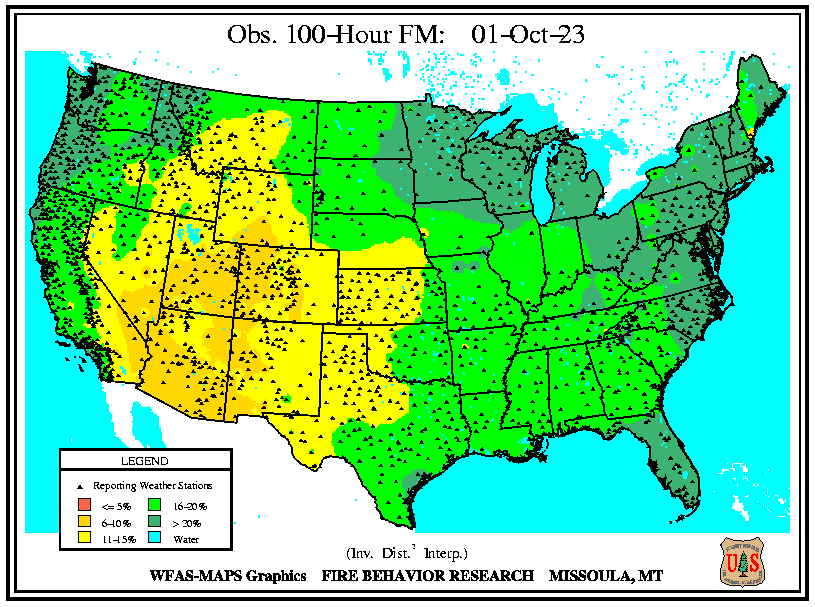 Obs. 100-Hour FM: 01-Oct-23
LEGEND
Reporting Weather Stations
<= 5% 16-20%
6-10% > 20%
11-15% Water
(Inv. Dist.² Interp.)
WFAS-MAPS Graphics FIRE BEHAVIOR RESEARCH MISSOULA, MT
U S